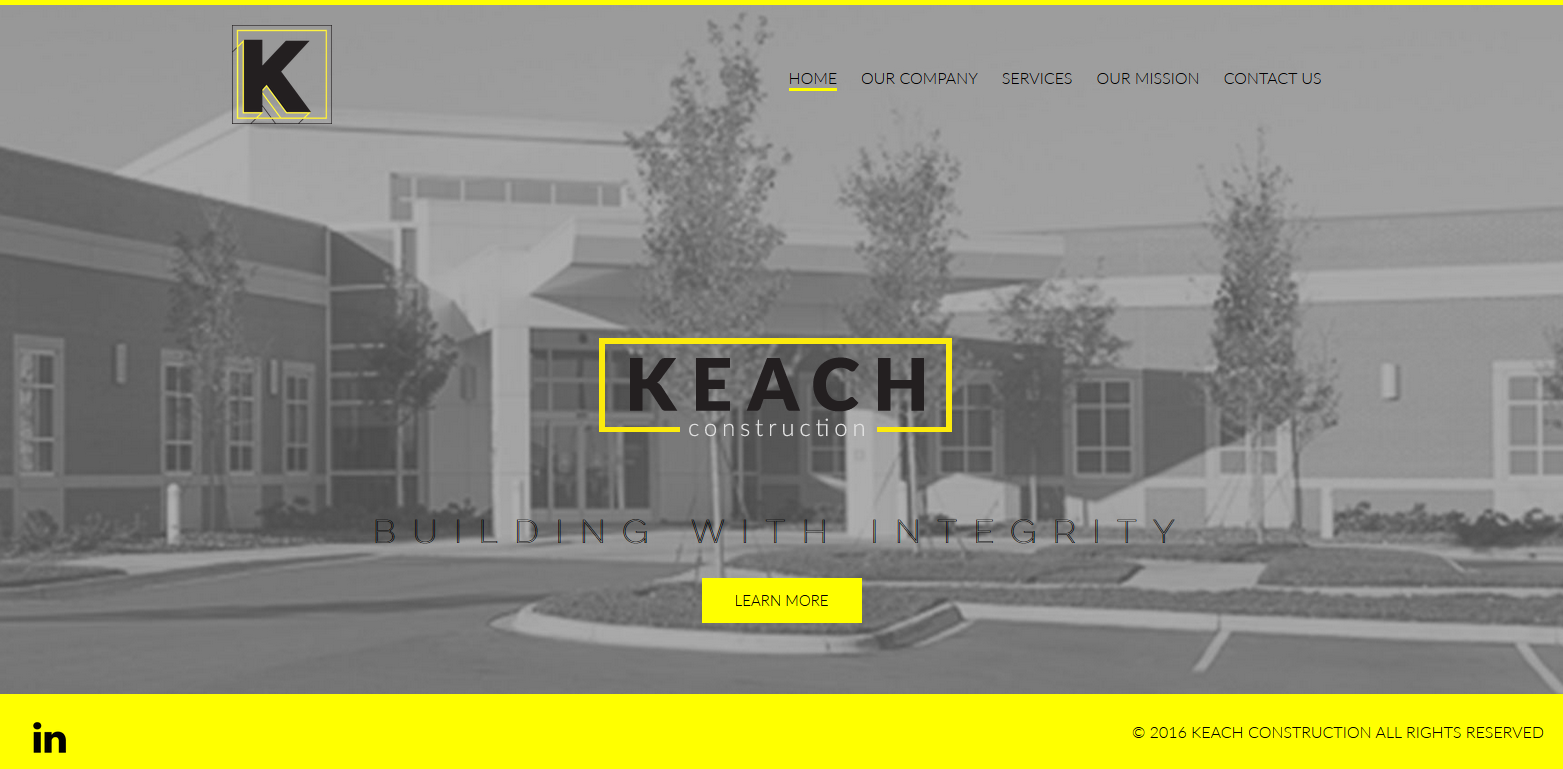 K
HOME OUR COMPANY SERVICES OUR MISSION CONTACT US
KEACH
construction
BUILDING WITH INTEGRITY
LEARN MORE
in
© 2016 KEACH CONSTRUCTION ALL RIGHTS RESERVED